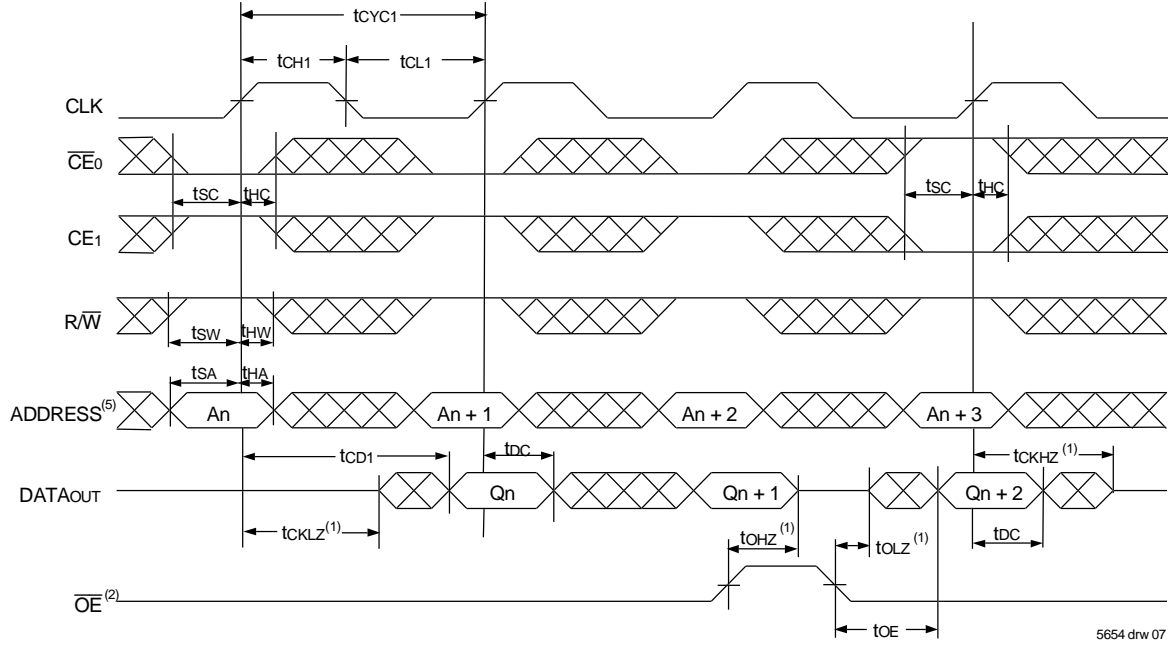 tCYC1
tCH1 tCL1
CLK
CE0
tSC tHC tSC tHC
CE1
R/W
tSW tHW
tSA tHA
ADDRESS(5) An An + 1 An + 2 An + 3
tCD1 tDC tCKHZ(1)
DATAOUT Qn Qn + 1 Qn + 2
tCKLZ(1) tOHZ(1) tOLZ(1) tDC
OE(2)
tOE
5654 drw 07